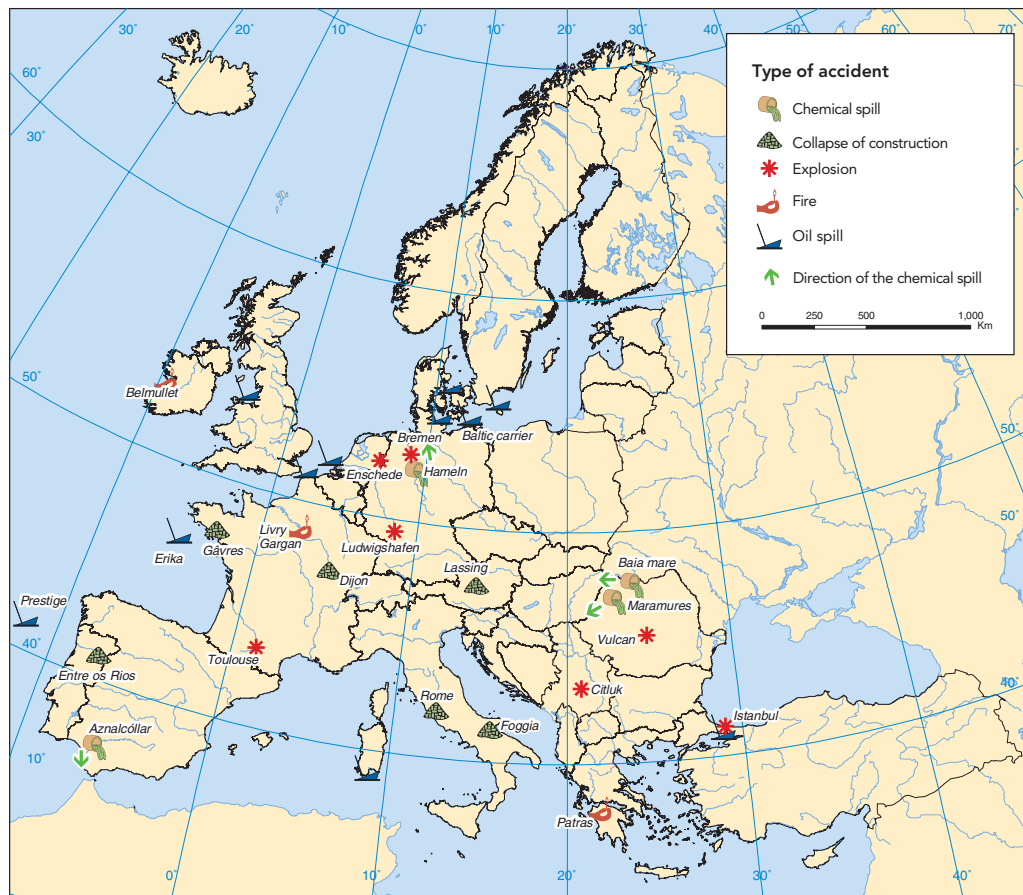 30°
20°
10°
0°
10°
20°
30°
40°
50°
60°
70°
60°
30°
50°
40°
10°
0°
10°
20°
30°
40°
50°
50°
40°
Type of accident
Chemical spill
Collapse of construction
Explosion
Fire
Oil spill
Direction of the chemical spill
0
250
500
1,000
Km
Belmullet
Bremen
Baltic carrier
Enschede
Hameln
Livry
Gargan
Gâvres
Ludwigshafen
Erika
Dijon
Lassing
Baia mare
Maramures
Prestige
Vulcan
Toulouse
Entre os Rios
Citluk
Rome
Foggia
Istanbul
Aznalcóllar
Patras